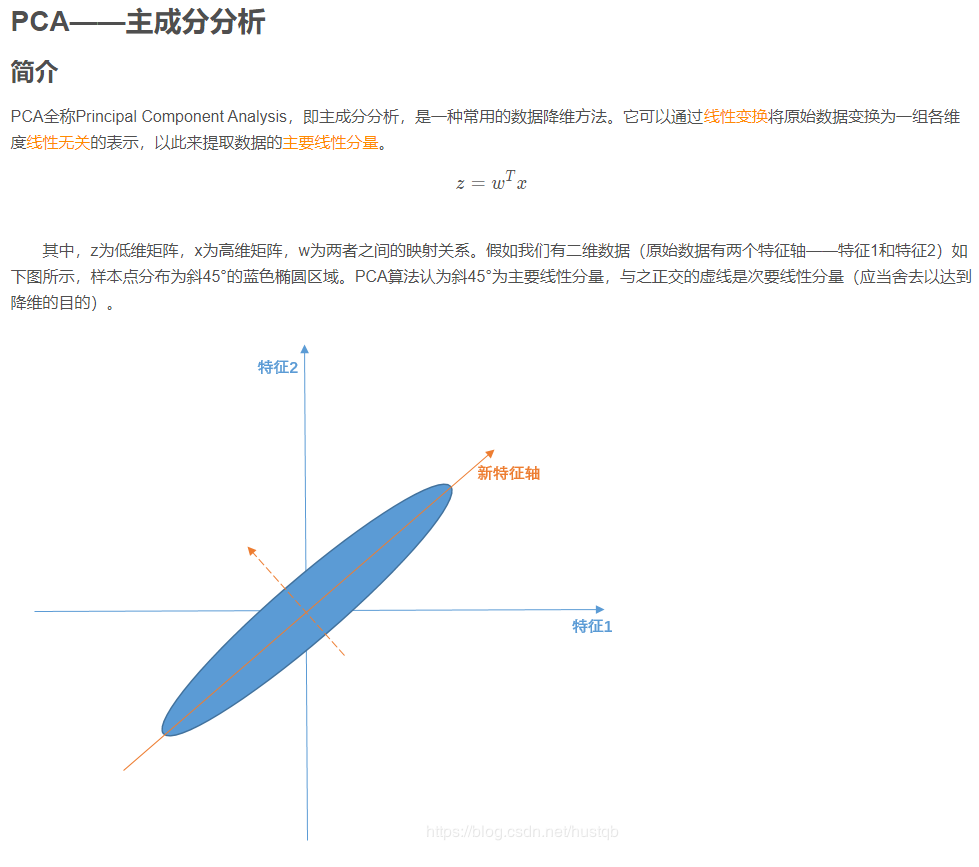 PCA——主成分分析
简介
PCA全称Principal Component Analysis，即主成分分析，是一种常用的数据降维方法。它可以通过线性变换将原始数据变换为一组各维
度线性无关的表示，以此来提取数据的主要线性分量。
z = w^T x
其中，z为低维矩阵，x为高维矩阵，w为两者之间的映射关系。假如我们有二维数据（原始数据有两个特征轴——特征1和特征2）如
下图所示，样本点分布为斜45°的蓝色椭圆区域。PCA算法认为斜45°为主要线性分量，与之正交的虚线是次要线性分量（应当舍去以达到
降维的目的）。
特征2
新特征轴
特征1
https://blog.csdn.net/hustqb